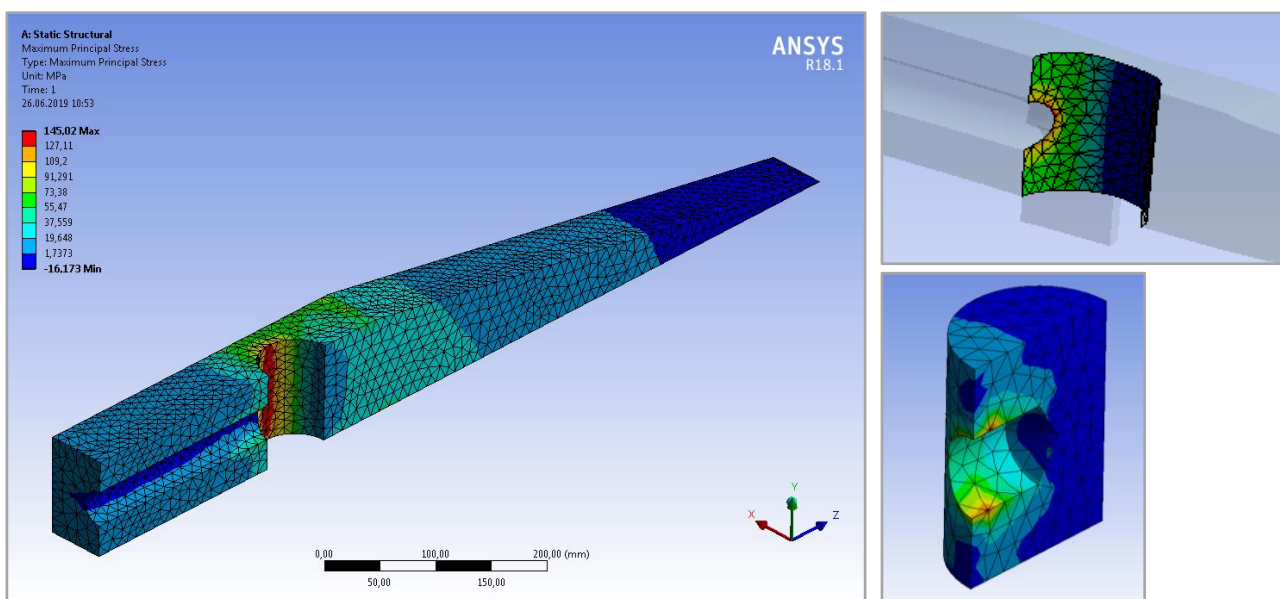 A: Static Structural
Maximum Principal Stress
Type: Maximum Principal Stress
Unit: MPa
Time: 1
26.06.2019 10:53
145,02 Max
127,11
109,2
91,291
73,38
55,47
37,559
19,648
1,7373
-16,173 Min
ANSYS
R18.1
Y
X
Z
0,00
100,00
200,00 (mm)
50,00
150,00